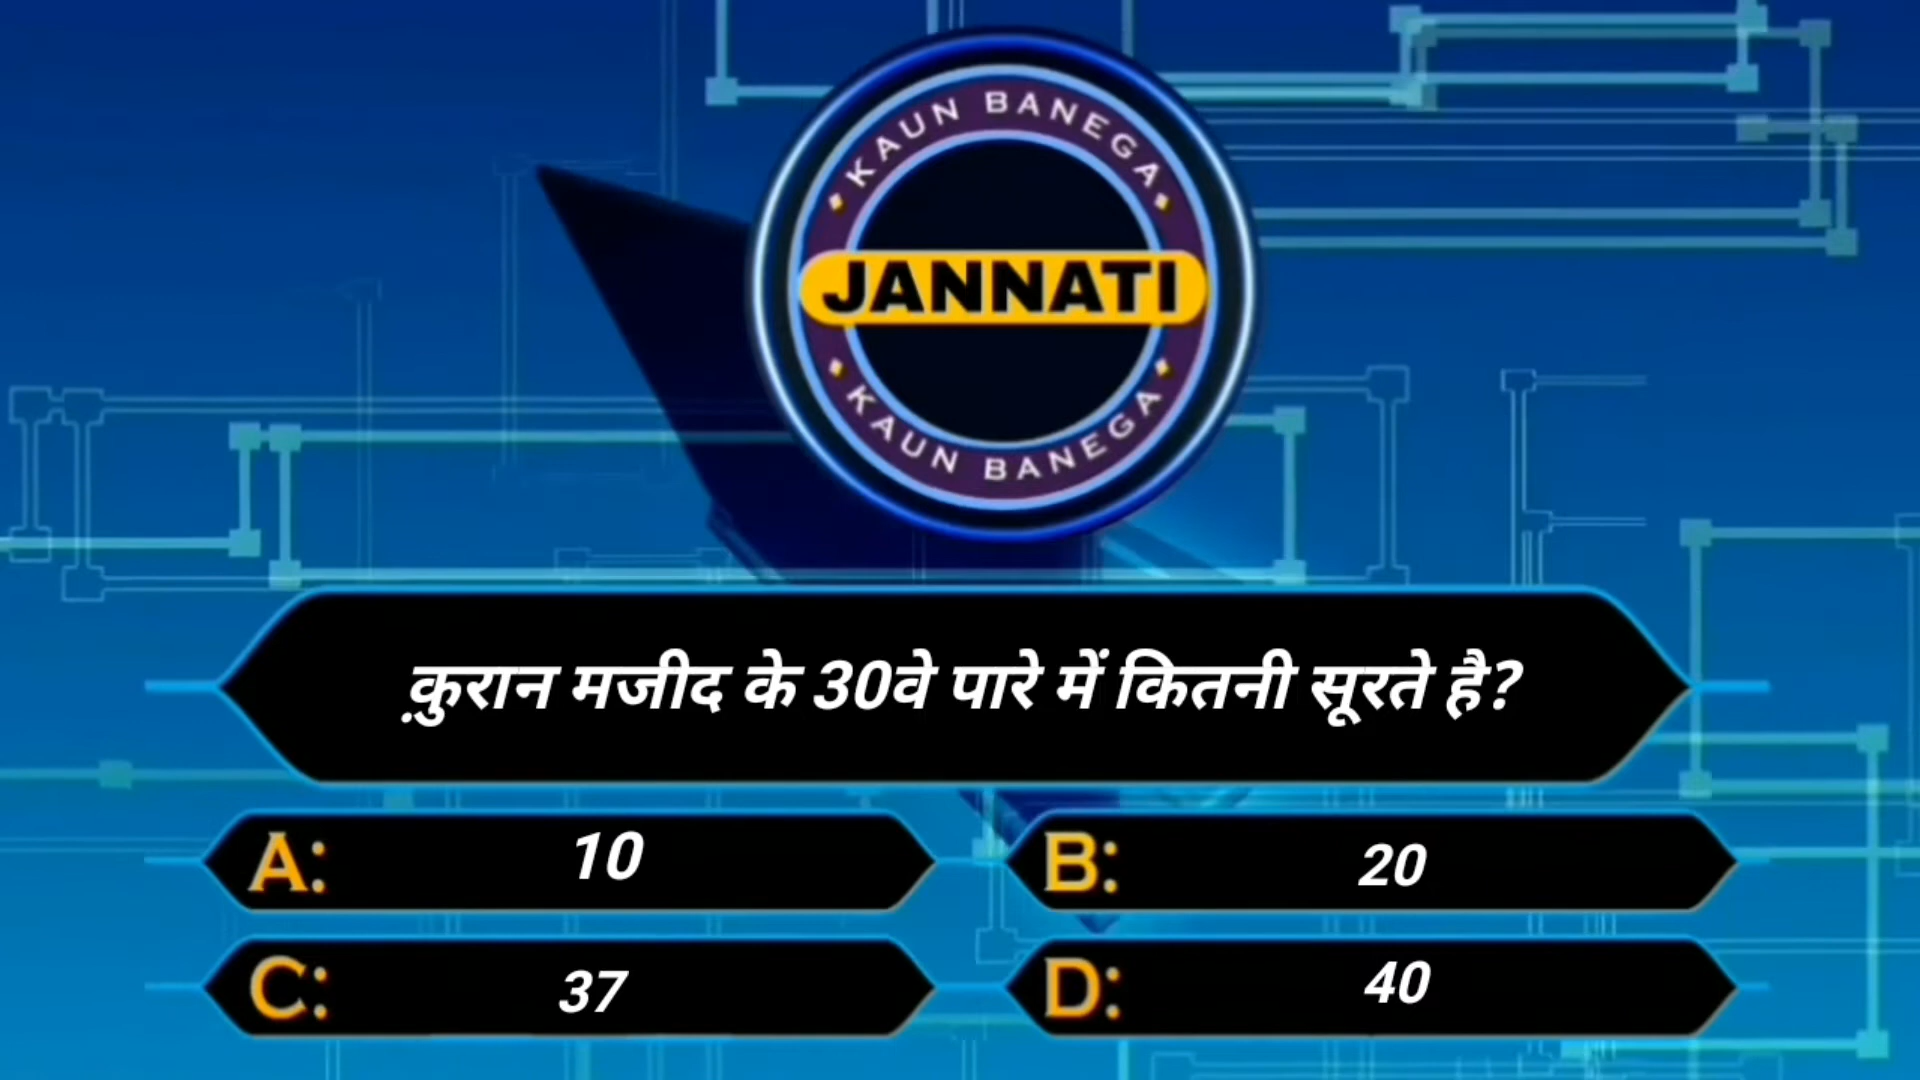 KAUN BANEGA
JANNATI
KAUN BANEGA
क़ुरान मजीद के 30वे पारे में कितनी सूरते है?
A: 10
B: 20
C: 37
D: 40